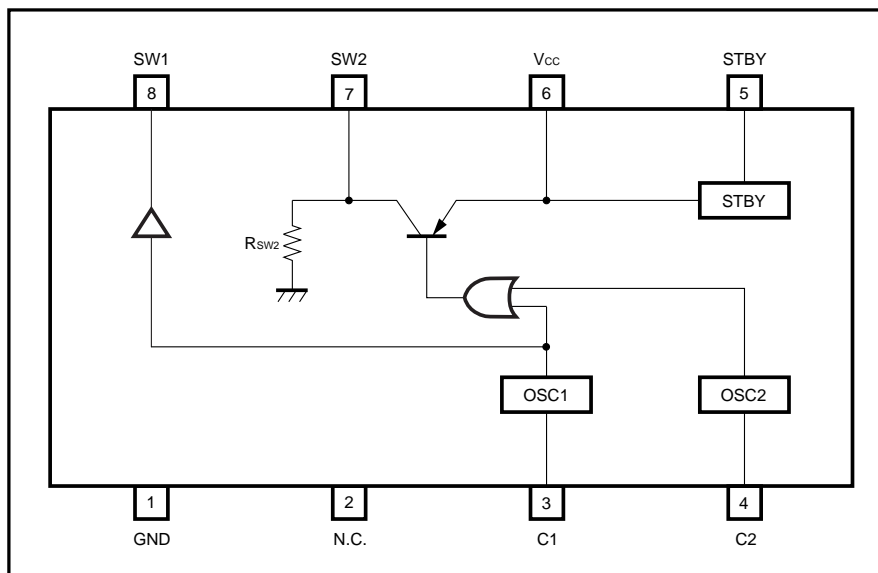 SW1 SW2 VCC STBY
8 7 6 5
STBY
RSW2
OSC1 OSC2
1 2 3 4
GND N.C. C1 C2